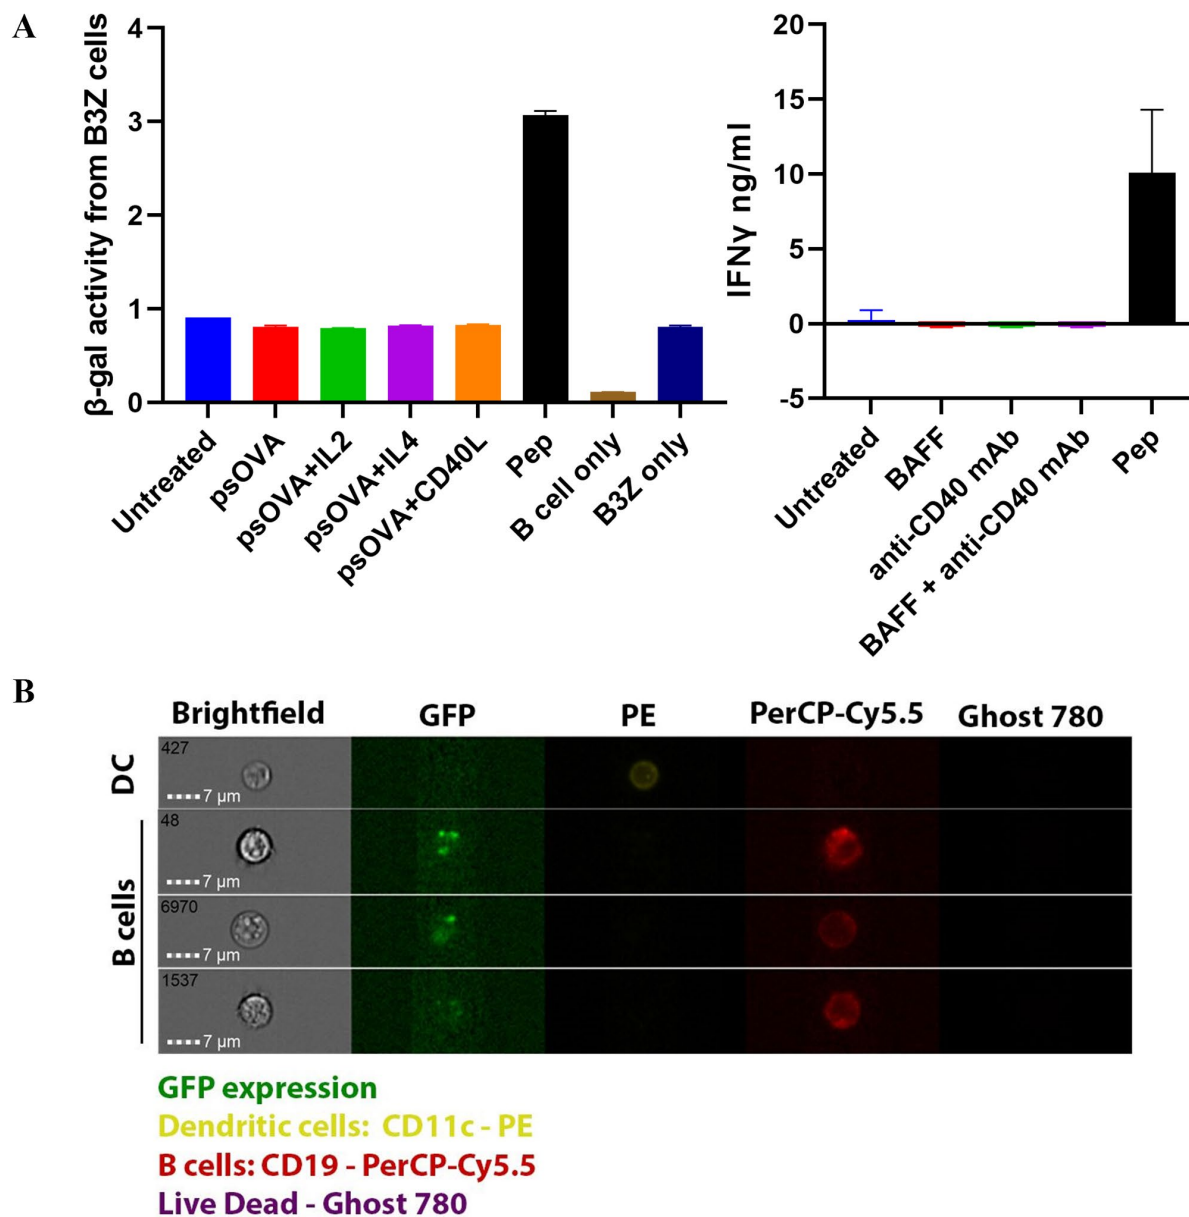 A
β-gal activity from B3Z cells
4
3
2
1
0
Untreated
psOVA
psOVA+IL2
psOVA+IL4
psOVA+CD40L
Pep
B cell only
B3Z only
IFNγ ng/ml
20
15
10
5
0
-5
Untreated
BAFF
anti-CD40 mAb
BAFF + anti-CD40 mAb
Pep
B
Brightfield GFP PE PerCP-Cy5.5 Ghost 780
DC
427
7 µm
B cells
48
7 µm
6970
7 µm
1537
7 µm
GFP expression
Dendritic cells: CD11c - PE
B cells: CD19 - PerCP-Cy5.5
Live Dead - Ghost 780